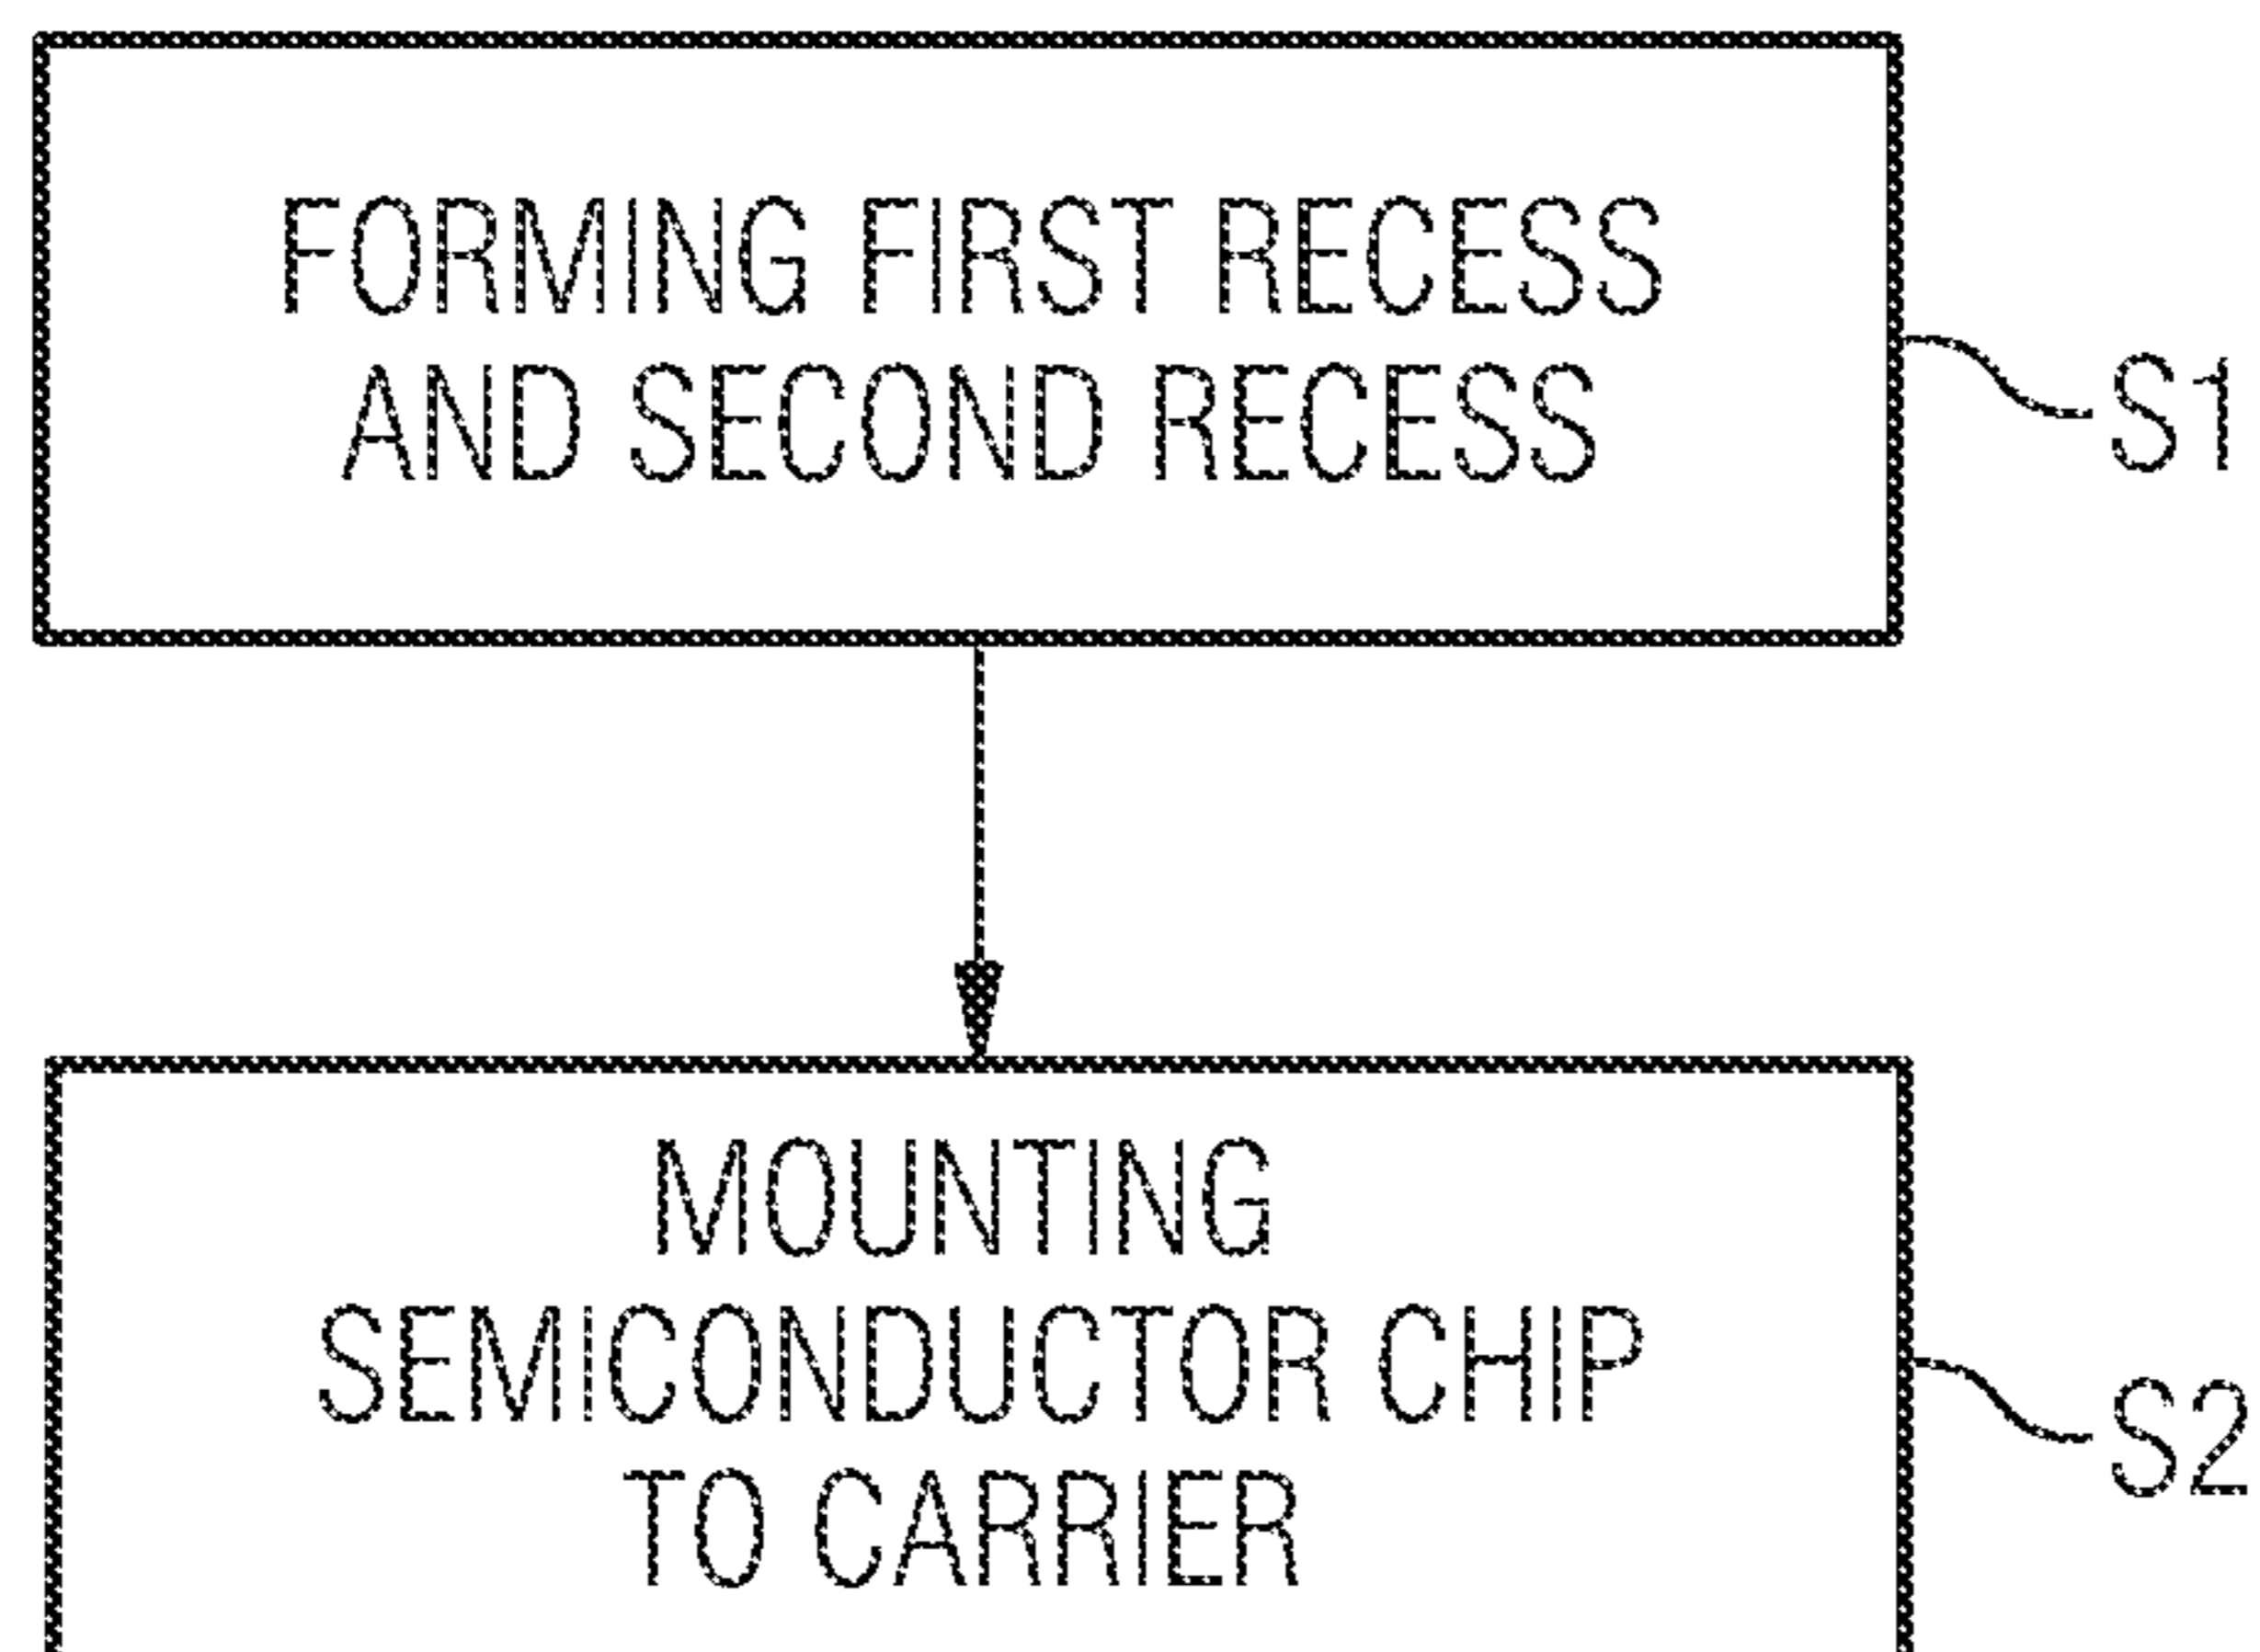 FORMING FIRST RECESS
AND SECOND RECESS
S1
MOUNTING
SEMICONDUCTOR CHIP
TO CARRIER
S2